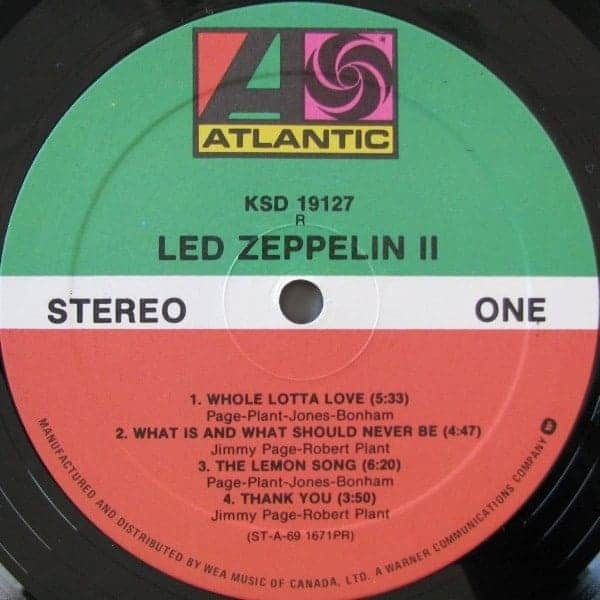 ATLANTIC
KSD 19127
R
LED ZEPPELIN II
STEREO
ONE
1. WHOLE LOTTA LOVE (5:33)
Page-Plant-Jones-Bonham
2. WHAT IS AND WHAT SHOULD NEVER BE (4:47)
Jimmy Page-Robert Plant
3. THE LEMON SONG (6:20)
Page-Plant-Jones-Bonham
4. THANK YOU (3:50)
Jimmy Page-Robert Plant
(ST-A-69 1671PR)
MANUFACTURED AND DISTRIBUTED BY WEA MUSIC OF CANADA, LTD. A WARNER COMMUNICATIONS COMPANY